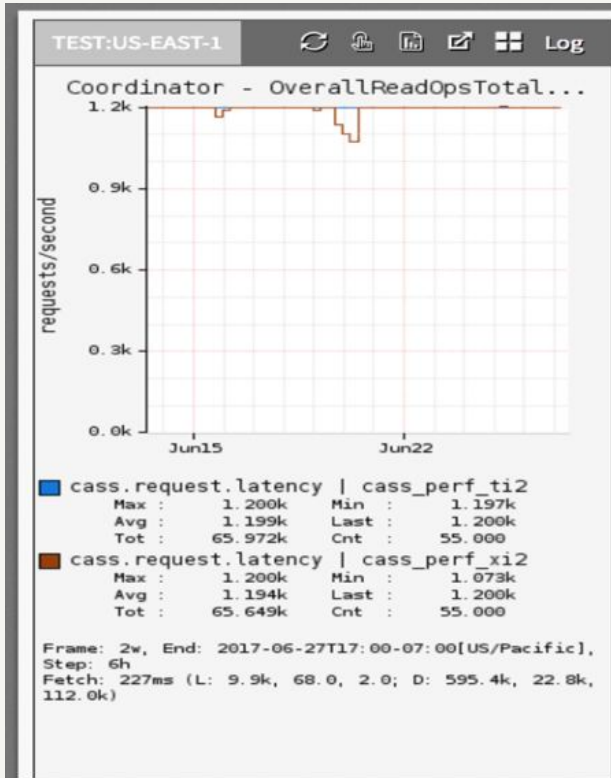 TEST:US-EAST-1 Log
Coordinator - OverallReadOpsTotal...
1.2k
0.9k
0.6k
0.3k
0.0k
requests/second
Jun15 Jun22
cass.request.latency | cass_perf_ti2
Max : 1.200k Min : 1.197k
Avg : 1.199k Last : 1.200k
Tot : 65.972k Cnt : 55.000
cass.request.latency | cass_perf_xi2
Max : 1.200k Min : 1.073k
Avg : 1.194k Last : 1.200k
Tot : 65.649k Cnt : 55.000
Frame: 2w, End: 2017-06-27T17:00-07:00[US/Pacific],
Step: 6h
Fetch: 227ms (L: 9.9k, 68.0, 2.0; D: 595.4k, 22.8k,
112.0k)